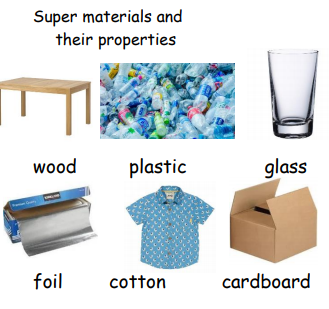 Super materials and
their properties
wood plastic glass
foil cotton cardboard